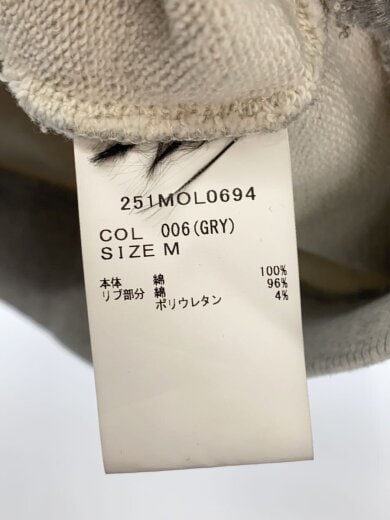 251MOL0694
COL 006(GRY)
SIZE M
本体 綿 100%
リブ部分 綿 96%
ポリウレタン 4%